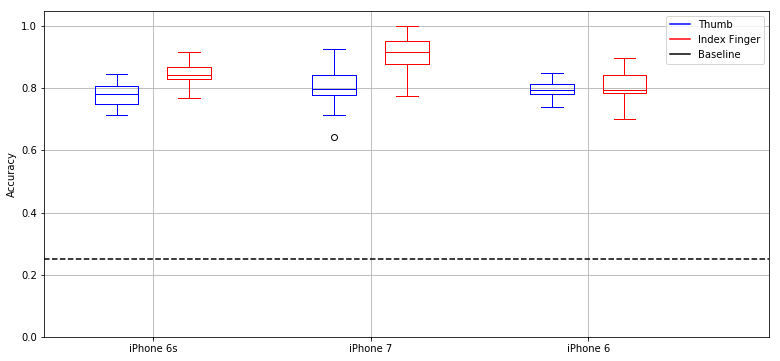 1.0
0.8
0.6
0.4
0.2
0.0
Accuracy
Thumb
Index Finger
Baseline
iPhone 6s
iPhone 7
iPhone 6